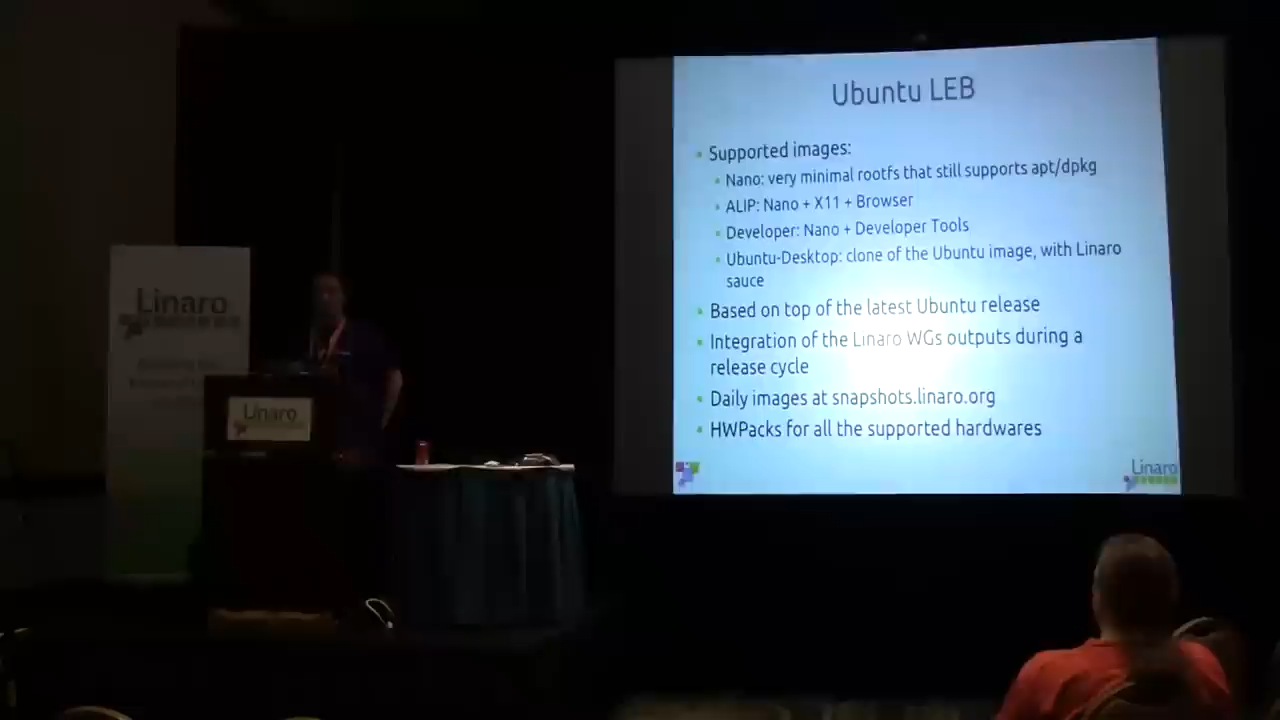 Ubuntu LEB
Supported images:
Nano: very minimal rootfs that still supports apt/dpkg
ALIP: Nano + X11 + Browser
Developer: Nano + Developer Tools
Ubuntu-Desktop: clone of the Ubuntu image, with Linaro
sauce
Based on top of the latest Ubuntu release
Integration of the Linaro WGs outputs during a
release cycle
Daily images at snapshots.linaro.org
HWPacks for all the supported hardwares
Linaro
Linaro
Linaro